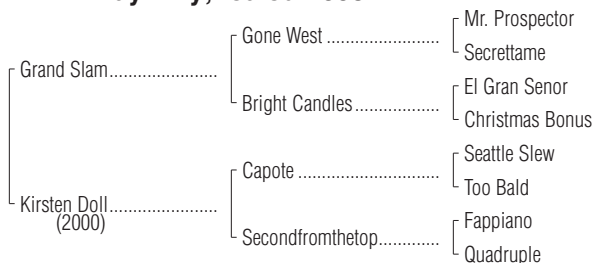 Mr. Prospector
Gone West
Secrettame
Grand Slam
El Gran Senor
Bright Candles
Christmas Bonus
Seattle Slew
Capote
Too Bald
Kirsten Doll
(2000)
Fappiano
Secondfromthetop
Quadruple